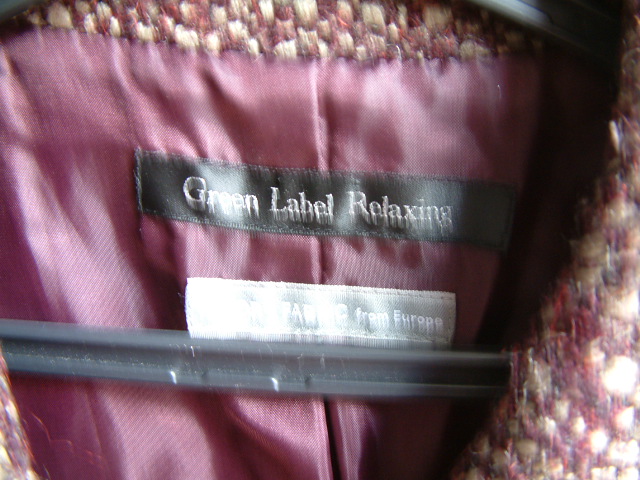 Green Label Relaxing
from Europe